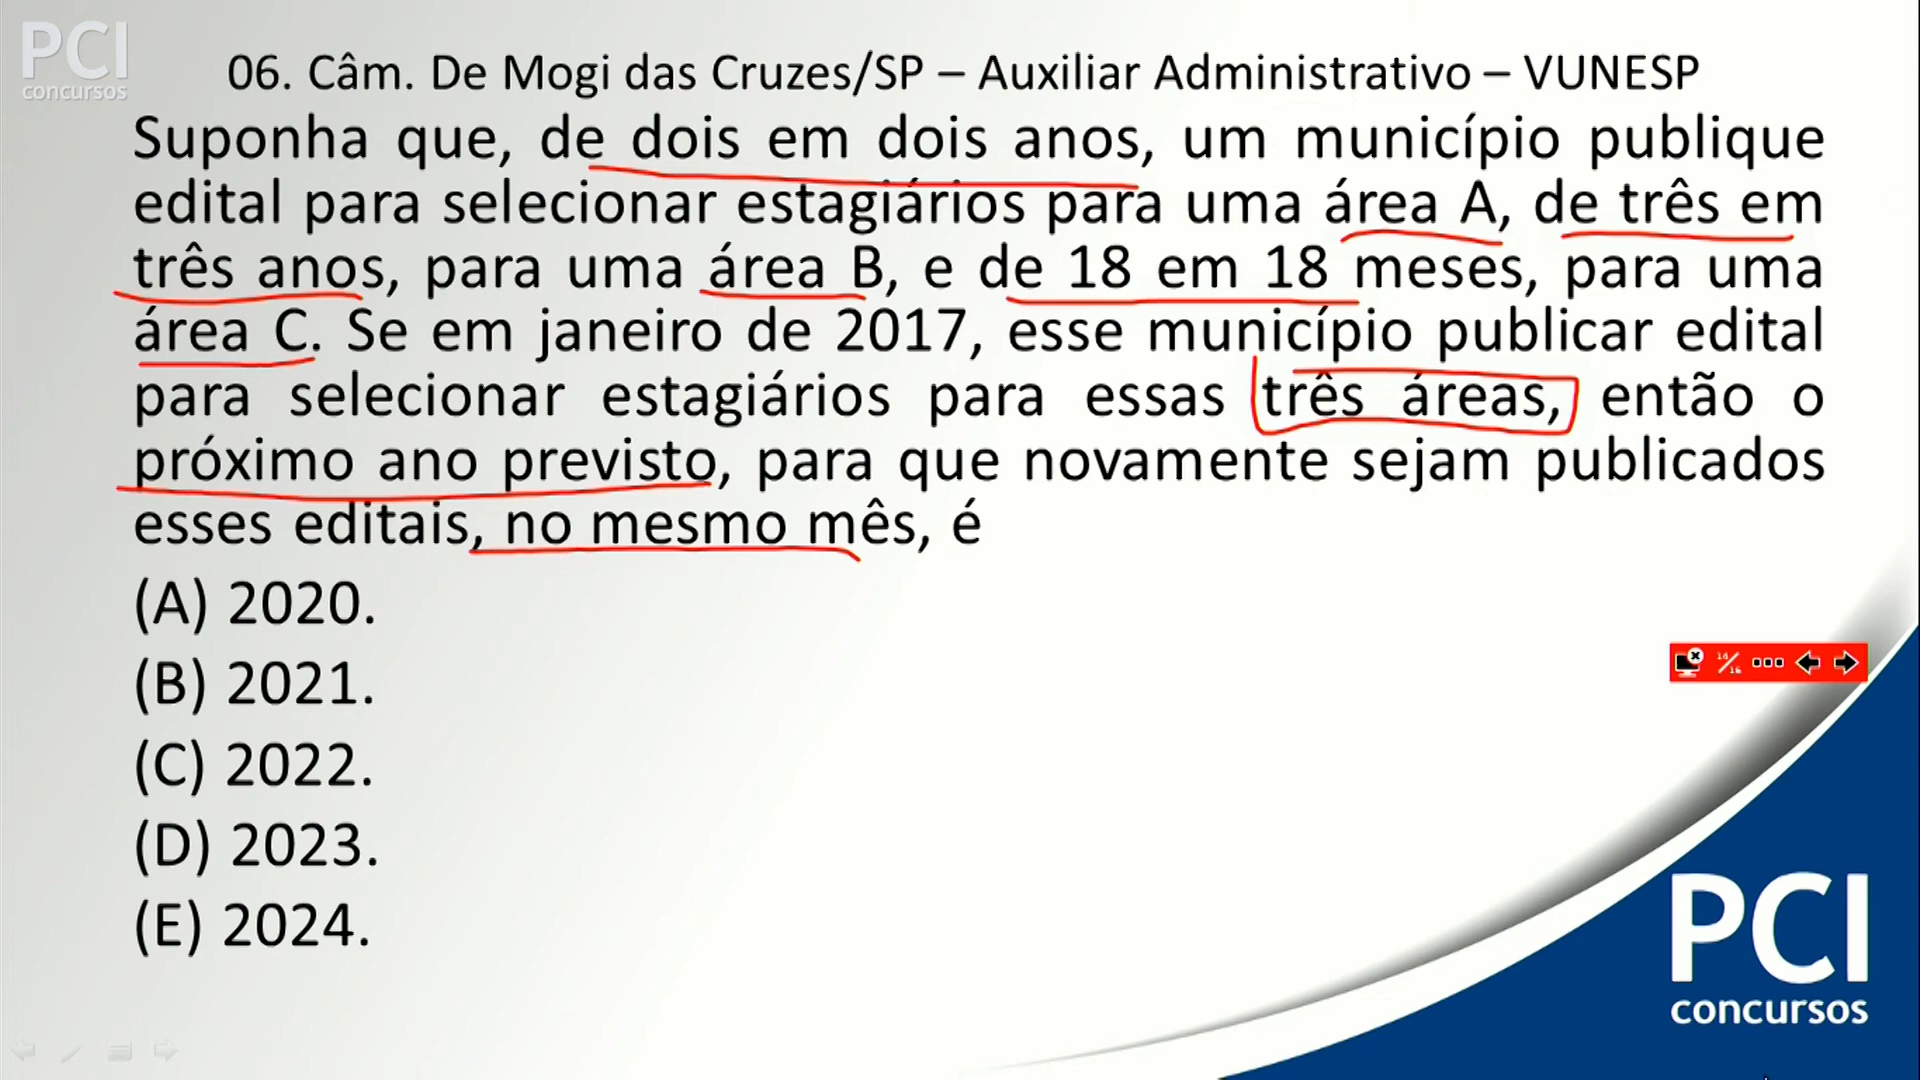 PCI
concursos
06. Câm. De Mogi das Cruzes/SP – Auxiliar Administrativo – VUNESP
Suponha que, de dois em dois anos, um município publique
edital para selecionar estagiários para uma área A, de três em
três anos, para uma área B, e de 18 em 18 meses, para uma
área C. Se em janeiro de 2017, esse município publicar edital
para selecionar estagiários para essas três áreas, então o
próximo ano previsto, para que novamente sejam publicados
esses editais, no mesmo mês, é
(A) 2020.
(B) 2021.
(C) 2022.
(D) 2023.
(E) 2024.
PCI
concursos